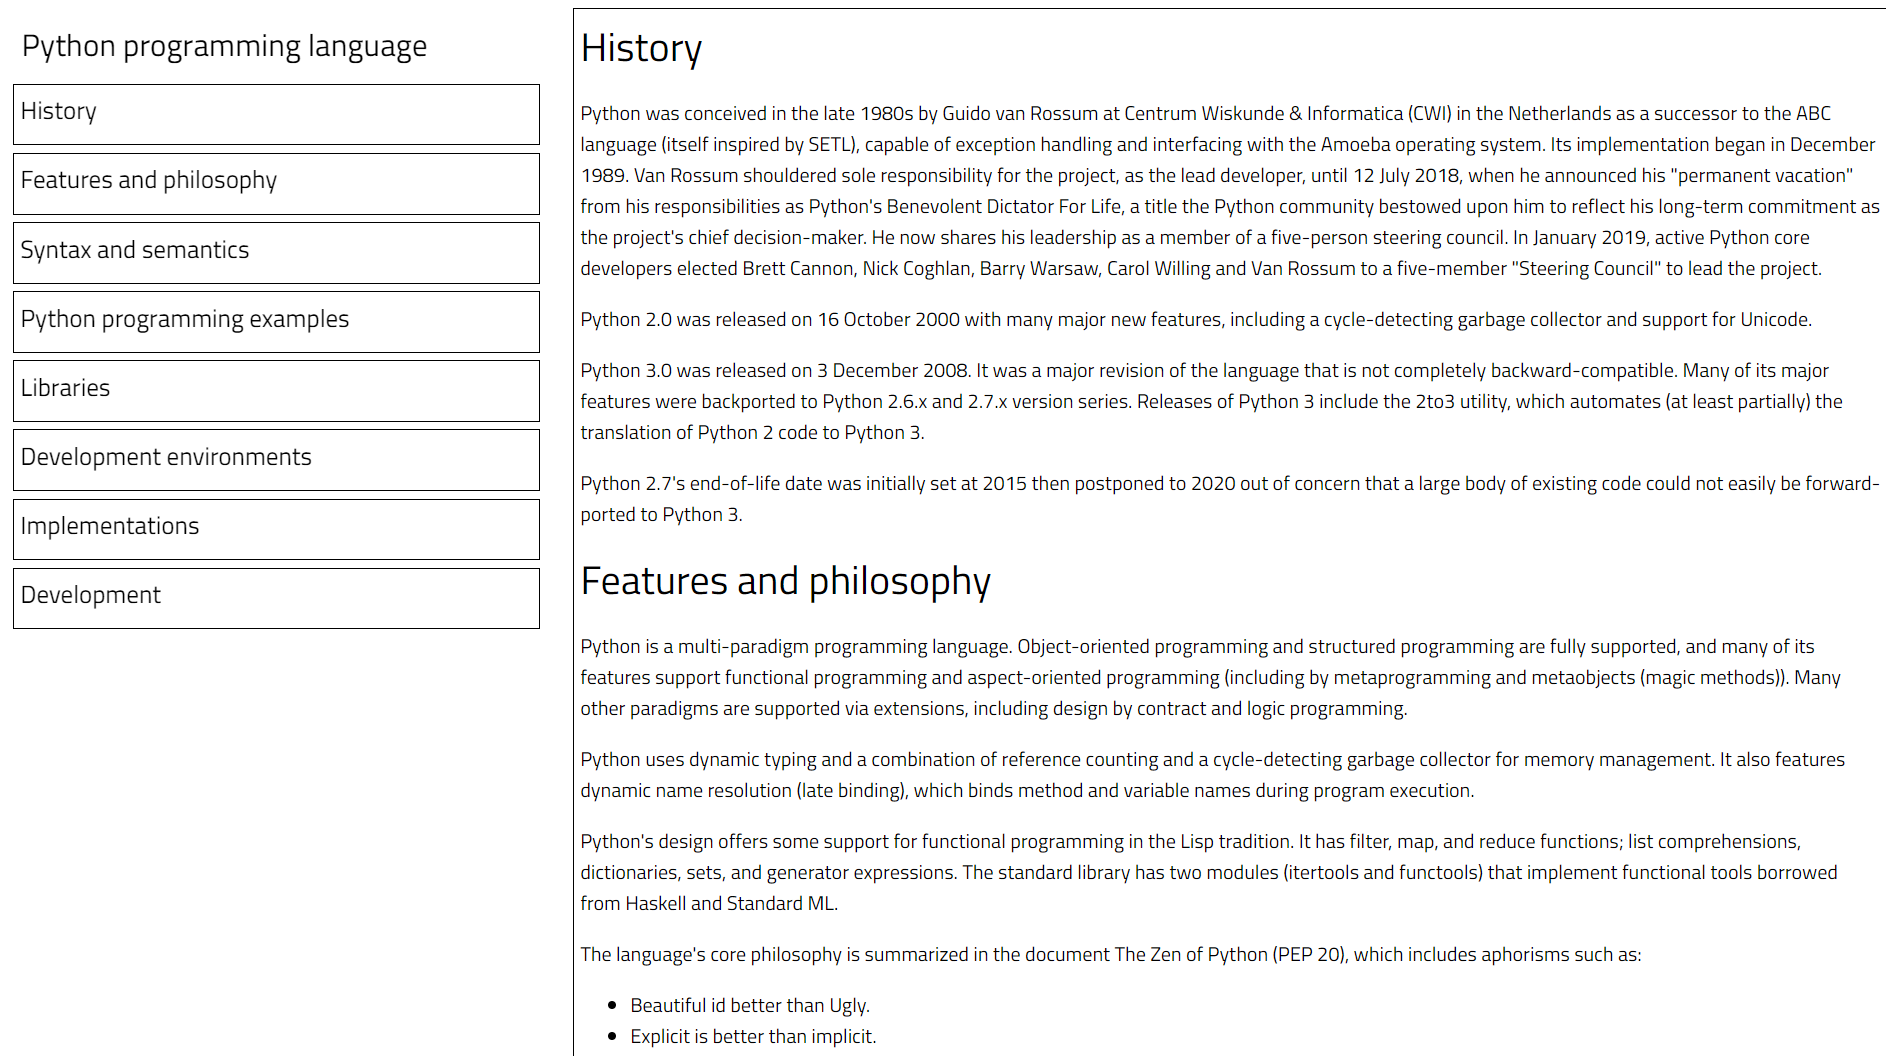 Python programming language
History
Features and philosophy
Syntax and semantics
Python programming examples
Libraries
Development environments
Implementations
Development
History
Python was conceived in the late 1980s by Guido van Rossum at Centrum Wiskunde & Informatica (CWI) in the Netherlands as a successor to the ABC
language (itself inspired by SETL), capable of exception handling and interfacing with the Amoeba operating system. Its implementation began in December
1989. Van Rossum shouldered sole responsibility for the project, as the lead developer, until 12 July 2018, when he announced his "permanent vacation"
from his responsibilities as Python's Benevolent Dictator For Life, a title the Python community bestowed upon him to reflect his long-term commitment as
the project's chief decision-maker. He now shares his leadership as a member of a five-person steering council. In January 2019, active Python core
developers elected Brett Cannon, Nick Coghlan, Barry Warsaw, Carol Willing and Van Rossum to a five-member "Steering Council" to lead the project.
Python 2.0 was released on 16 October 2000 with many major new features, including a cycle-detecting garbage collector and support for Unicode.
Python 3.0 was released on 3 December 2008. It was a major revision of the language that is not completely backward-compatible. Many of its major
features were backported to Python 2.6.x and 2.7.x version series. Releases of Python 3 include the 2to3 utility, which automates (at least partially) the
translation of Python 2 code to Python 3.
Python 2.7's end-of-life date was initially set at 2015 then postponed to 2020 out of concern that a large body of existing code could not easily be forward-
ported to Python 3.
Features and philosophy
Python is a multi-paradigm programming language. Object-oriented programming and structured programming are fully supported, and many of its
features support functional programming and aspect-oriented programming (including by metaprogramming and metaobjects (magic methods)). Many
other paradigms are supported via extensions, including design by contract and logic programming.
Python uses dynamic typing and a combination of reference counting and a cycle-detecting garbage collector for memory management. It also features
dynamic name resolution (late binding), which binds method and variable names during program execution.
Python's design offers some support for functional programming in the Lisp tradition. It has filter, map, and reduce functions; list comprehensions,
dictionaries, sets, and generator expressions. The standard library has two modules (itertools and functools) that implement functional tools borrowed
from Haskell and Standard ML.
The language's core philosophy is summarized in the document The Zen of Python (PEP 20), which includes aphorisms such as:
• Beautiful id better than Ugly.
• Explicit is better than implicit.